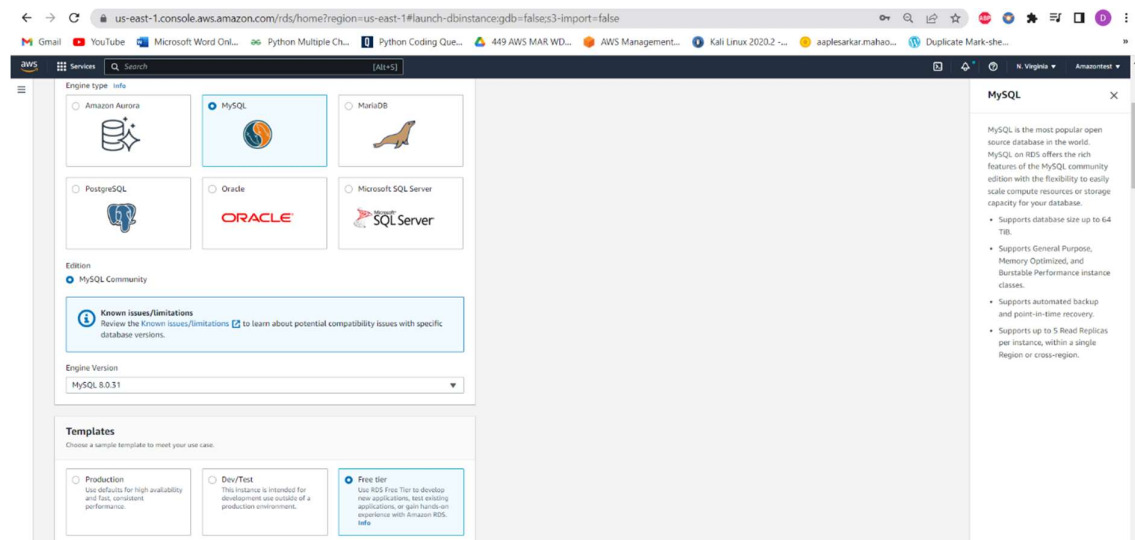 us-east-1.console.aws.amazon.com/rds/home?region=us-east-1#launch-dbinstance:gdb=false;s3-import=false
D
Gmail
YouTube
Microsoft Word Onl...
Python Multiple Ch...
Python Coding Que...
449 AWS MAR WD...
AWS Management...
Kali Linux 2020.2 -...
aaplesarkar.mahao...
Duplicate Mark-she...
»
aws
Services
Search
[Alt+S]
N. Virginia
Amazontest
Engine type Info
Amazon Aurora
MySQL
MariaDB
PostgreSQL
Oracle
ORACLE
Microsoft SQL Server
Microsoft
SQL Server
Edition
MySQL Community
Known issues/limitations
Review the Known issues/limitations to learn about potential compatibility issues with specific
database versions.
Engine Version
MySQL 8.0.31
Templates
Choose a sample template to meet your use case.
Production
Use defaults for high availability
and fast, consistent
performance.
Dev/Test
This instance is intended for
development use outside of a
production environment.
Free tier
Use RDS Free Tier to develop
new applications, test existing
applications, or gain hands-on
experience with Amazon RDS.
Info
MySQL
MySQL is the most popular open
source database in the world.
MySQL on RDS offers the rich
features of the MySQL community
edition with the flexibility to easily
scale compute resources or storage
capacity for your database.
• Supports database size up to 64
TiB.
• Supports General Purpose,
Memory Optimized, and
Burstable Performance instance
classes.
• Supports automated backup
and point-in-time recovery.
• Supports up to 5 Read Replicas
per instance, within a single
Region or cross-region.